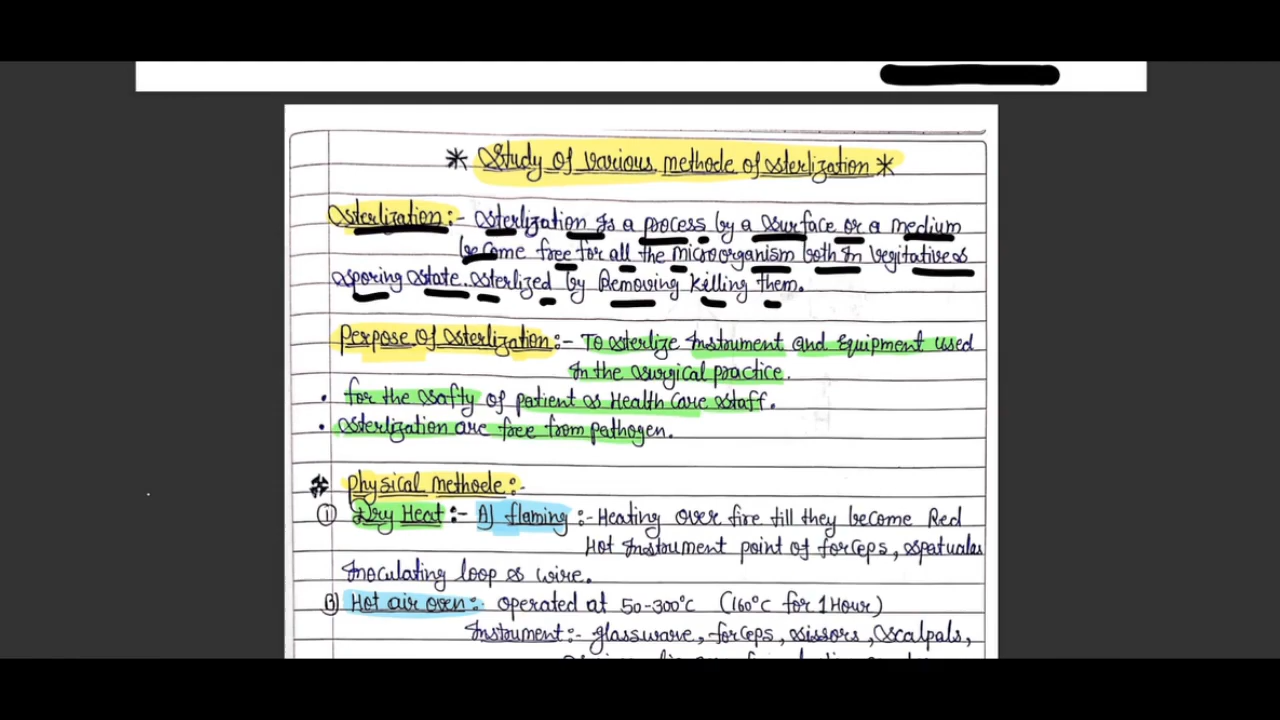 * Study of various methode of sterlization *
Sterlization :- Sterlization is a process by a surface or a medium
become free for all the microorganism both in vegitative &
sporing state. sterlized by Removing killing them.
Perpose of sterlization :- To sterlize instrument and equipment used
in the surgical practice.
• for the safty of patient & Health Care staff.
• sterlization are free from pathogen.
* Physical methode :-
① Dry Heat :- A) flaming :- Heating over fire till they become Red
Hot instrument point of forceps, spatuales
Inoculating loop & wire.
B) Hot air oven :- operated at 50-300°C (160°C for 1 Hour)
Instrument :- glassware, forceps, sissors, scalpals,